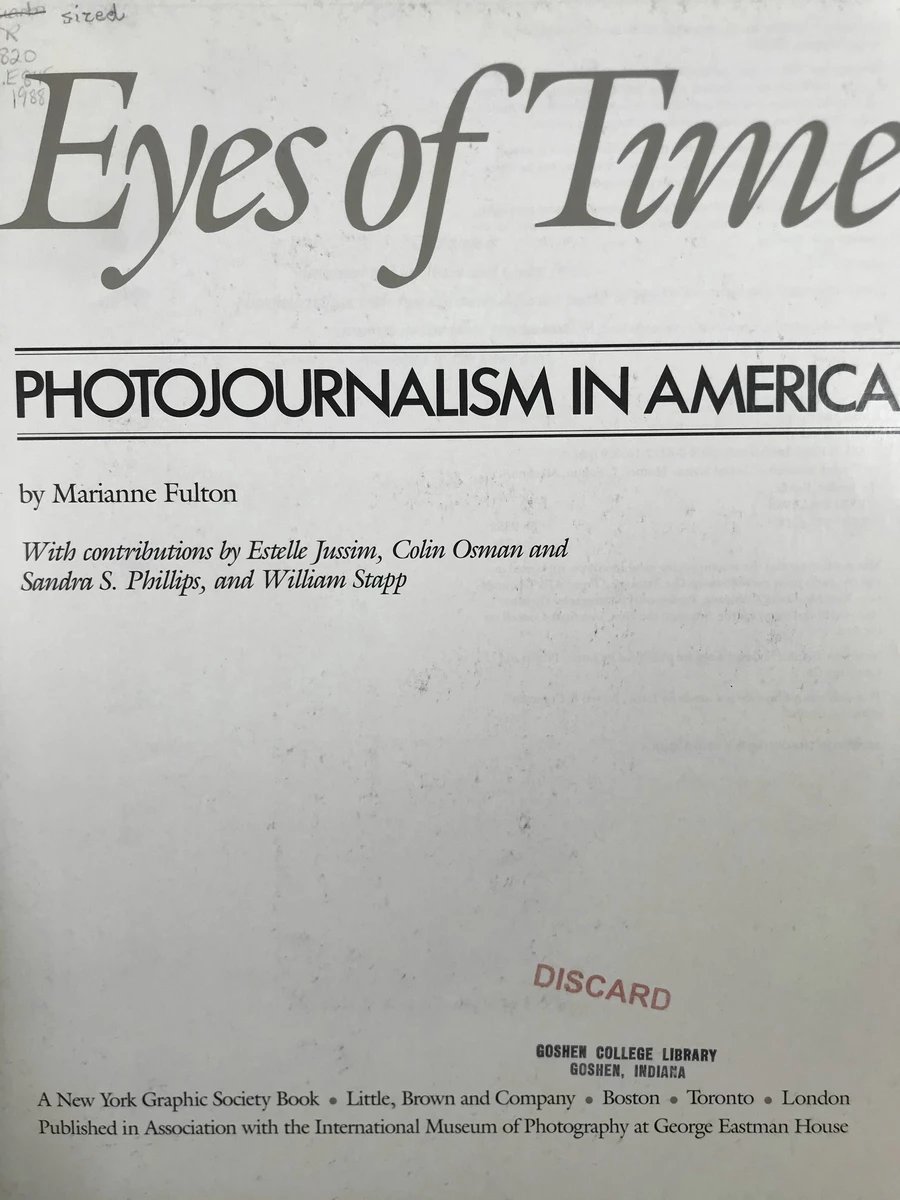 sized
R
820
1988
Eyes of Time
PHOTOJOURNALISM IN AMERICA
by Marianne Fulton
With contributions by Estelle Jussim, Colin Osman and
Sandra S. Phillips, and William Stapp
DISCARD
GOSHEN COLLEGE LIBRARY
GOSHEN, INDIANA
A New York Graphic Society Book • Little, Brown and Company • Boston • Toronto • London
Published in Association with the International Museum of Photography at George Eastman House